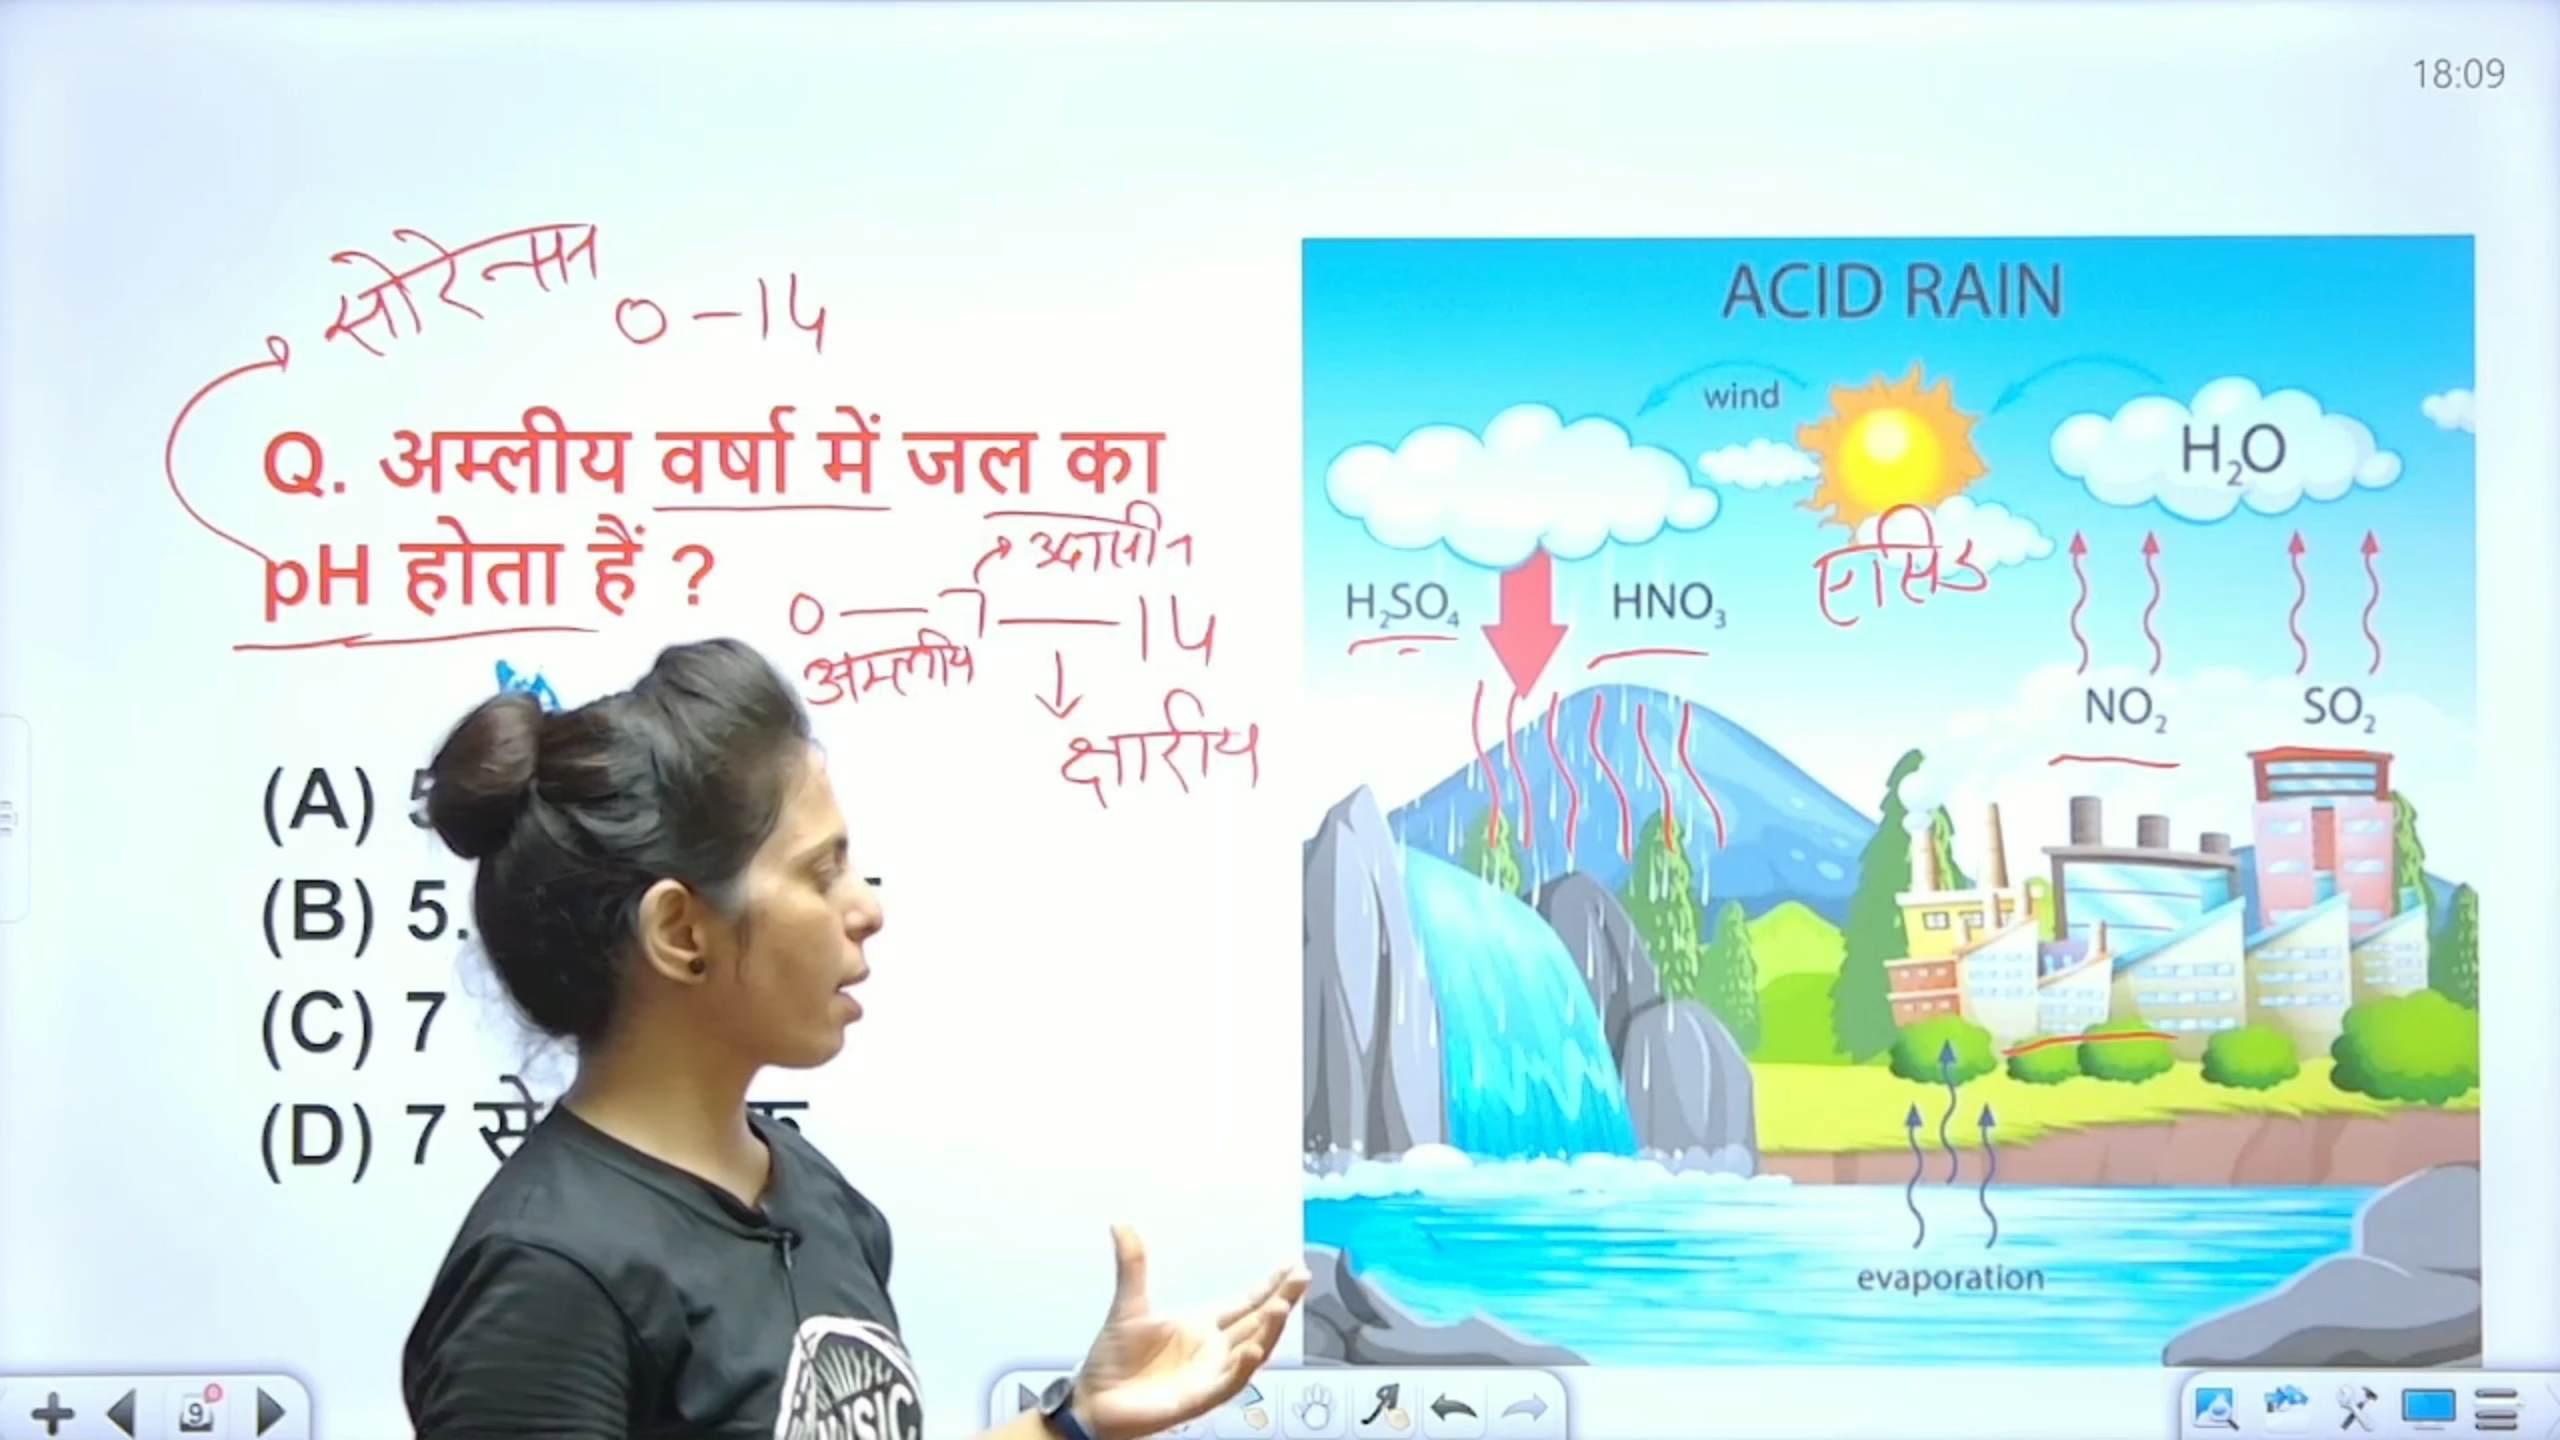 18:09
सोरेन्सन
0-14
Q. अम्लीय वर्षा में जल का
pH होता हैं ?
उदासीन
0 — 7 — 14
अम्लीय
क्षारीय
(A) 5
(B) 5.
(C) 7
(D) 7 से
ACID RAIN
wind
H₂O
एसिड
H₂SO₄
HNO₃
NO₂
SO₂
evaporation
9